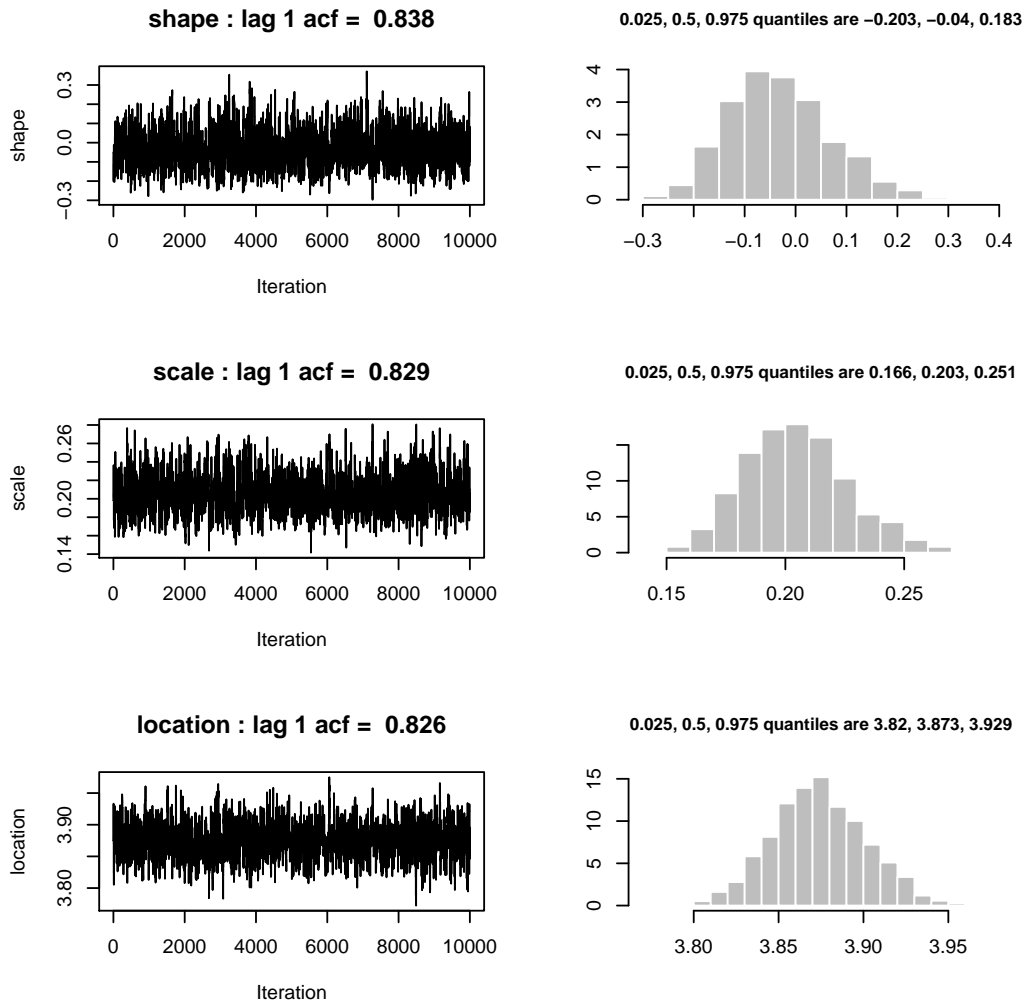 shape : lag 1 acf = 0.838
shape
−0.3
0.0
0.3
0 2000 4000 6000 8000 10000
Iteration
0.025, 0.5, 0.975 quantiles are −0.203, −0.04, 0.183
4
3
2
1
0
−0.3 −0.1 0.0 0.1 0.2 0.3 0.4
scale : lag 1 acf = 0.829
scale
0.14
0.20
0.26
0 2000 4000 6000 8000 10000
Iteration
0.025, 0.5, 0.975 quantiles are 0.166, 0.203, 0.251
10
5
0
0.15 0.20 0.25
location : lag 1 acf = 0.826
location
3.80
3.90
0 2000 4000 6000 8000 10000
Iteration
0.025, 0.5, 0.975 quantiles are 3.82, 3.873, 3.929
15
10
5
0
3.80 3.85 3.90 3.95